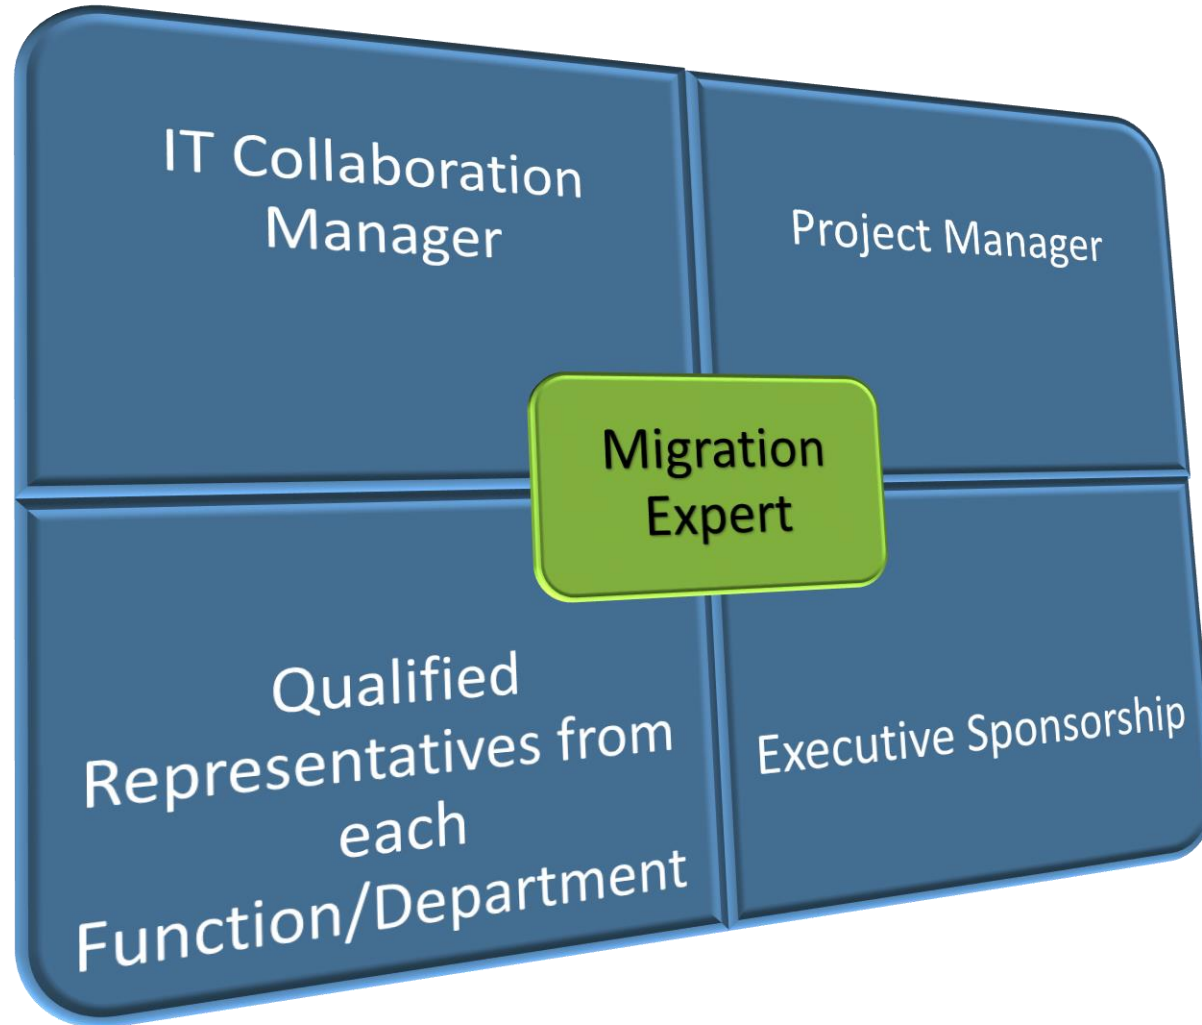 IT Collaboration
Manager
Project Manager
Migration
Expert
Qualified
Representatives from
each
Function/Department
Executive Sponsorship